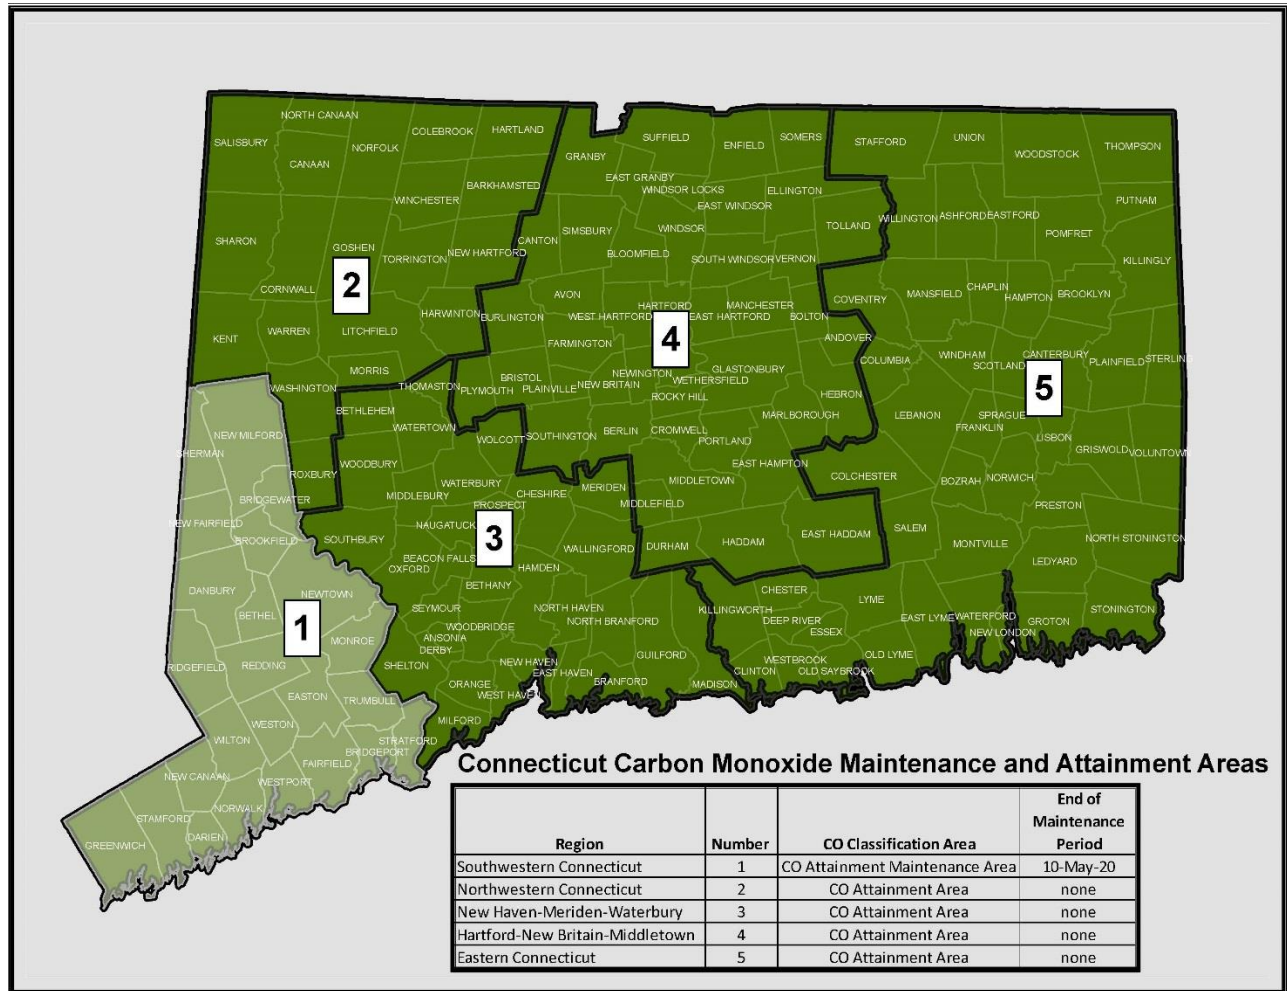 NORTH CANAAN
COLEBROOK
HARTLAND
SALISBURY
NORFOLK
CANAAN
SUFFIELD
ENFIELD
SOMERS
STAFFORD
UNION
WOODSTOCK
THOMPSON
GRANBY
EAST GRANBY
WINDSOR LOCKS
EAST WINDSOR
ELLINGTON
BARKHAMSTED
WINCHESTER
PUTNAM
SHARON
GOSHEN
TORRINGTON
NEW HARTFORD
CANTON
SIMSBURY
BLOOMFIELD
WINDSOR
SOUTH WINDSOR
VERNON
TOLLAND
WILLINGTON
ASHFORD
EASTFORD
POMFRET
KILLINGLY
2
CORNWALL
HARWINTON
BURLINGTON
AVON
HARTFORD
WEST HARTFORD
EAST HARTFORD
MANCHESTER
BOLTON
COVENTRY
MANSFIELD
CHAPLIN
HAMPTON
BROOKLYN
KENT
WARREN
LITCHFIELD
MORRIS
FARMINGTON
4
ANDOVER
COLUMBIA
WINDHAM
SCOTLAND
CANTERBURY
PLAINFIELD
STERLING
WASHINGTON
THOMASTON
PLYMOUTH
BRISTOL
PLAINVILLE
NEW BRITAIN
NEWINGTON
WETHERSFIELD
GLASTONBURY
ROCKY HILL
HEBRON
MARLBOROUGH
5
BETHLEHEM
WATERTOWN
WOLCOTT
SOUTHINGTON
BERLIN
CROMWELL
PORTLAND
EAST HAMPTON
LEBANON
SPRAGUE
FRANKLIN
LISBON
GRISWOLD
VOLUNTOWN
NEW MILFORD
SHERMAN
ROXBURY
WOODBURY
BRIDGEWATER
NEW FAIRFIELD
BROOKFIELD
MIDDLEBURY
WATERBURY
CHESHIRE
PROSPECT
MERIDEN
MIDDLEFIELD
MIDDLETOWN
COLCHESTER
BOZRAH
NORWICH
PRESTON
SOUTHBURY
NAUGATUCK
3
BEACON FALLS
OXFORD
HAMDEN
WALLINGFORD
DURHAM
HADDAM
EAST HADDAM
SALEM
MONTVILLE
LEDYARD
NORTH STONINGTON
DANBURY
BETHEL
NEWTOWN
1
MONROE
BETHANY
SEYMOUR
WOODBRIDGE
ANSONIA
DERBY
NORTH HAVEN
NORTH BRANFORD
KILLINGWORTH
CHESTER
DEEP RIVER
ESSEX
LYME
EAST LYME
WATERFORD
NEW LONDON
GROTON
STONINGTON
RIDGEFIELD
REDDING
SHELTON
ORANGE
NEW HAVEN
WEST HAVEN
EAST HAVEN
BRANFORD
GUILFORD
MADISON
CLINTON
WESTBROOK
OLD SAYBROOK
OLD LYME
EASTON
TRUMBULL
MILFORD
WESTON
WILTON
STRATFORD
BRIDGEPORT
FAIRFIELD
NEW CANAAN
WESTPORT
NORWALK
STAMFORD
DARIEN
GREENWICH
Connecticut Carbon Monoxide Maintenance and Attainment Areas
Region Number CO Classification Area End of Maintenance Period
Southwestern Connecticut 1 CO Attainment Maintenance Area 10-May-20
Northwestern Connecticut 2 CO Attainment Area none
New Haven-Meriden-Waterbury 3 CO Attainment Area none
Hartford-New Britain-Middletown 4 CO Attainment Area none
Eastern Connecticut 5 CO Attainment Area none